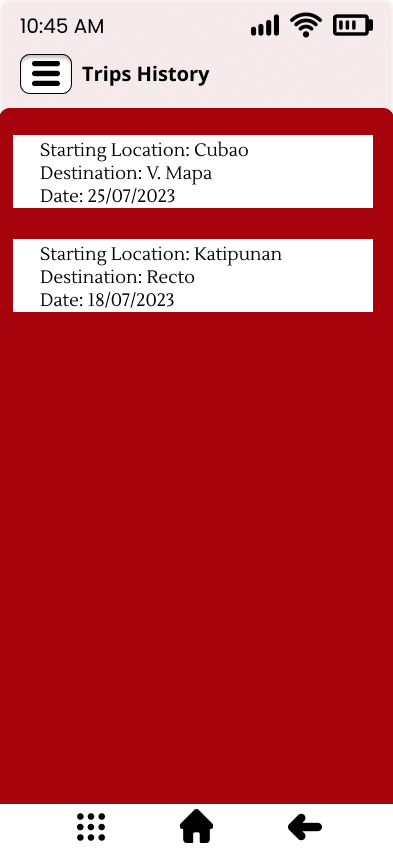 10:45 AM
Trips History
Starting Location: Cubao
Destination: V. Mapa
Date: 25/07/2023
Starting Location: Katipunan
Destination: Recto
Date: 18/07/2023